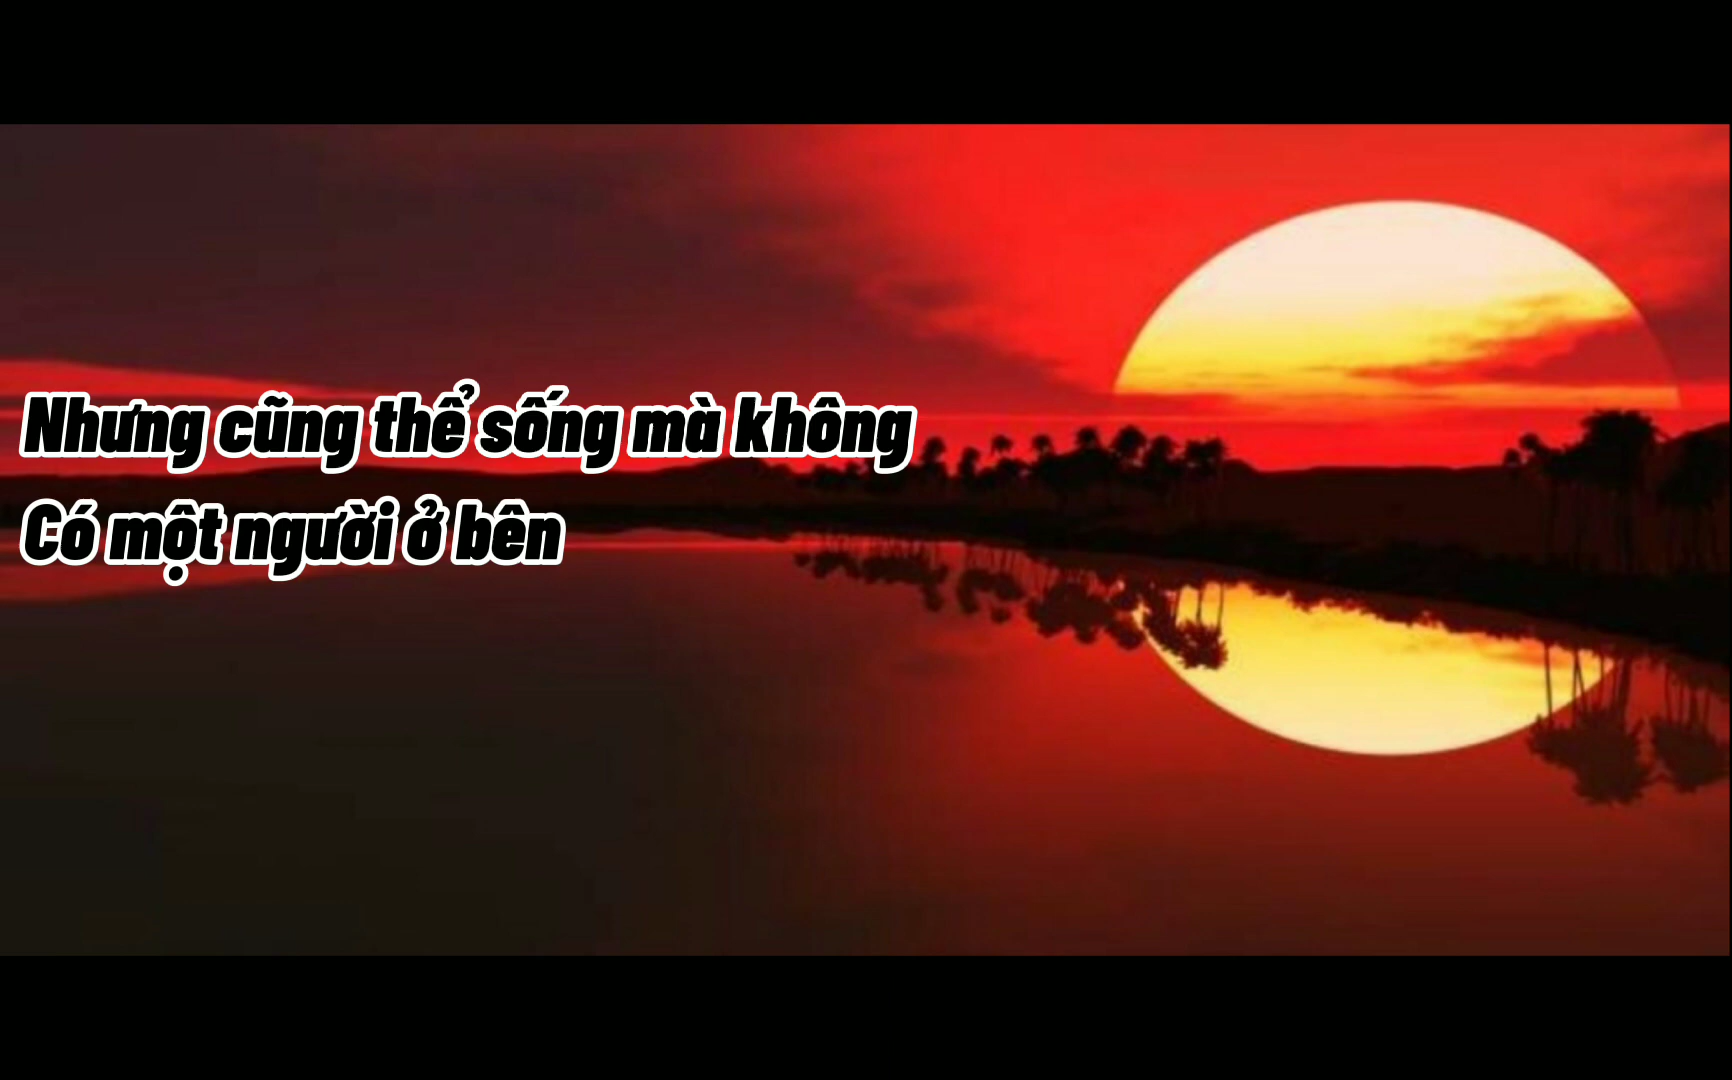 Nhưng cũng thể sống mà không
Có một người ở bên